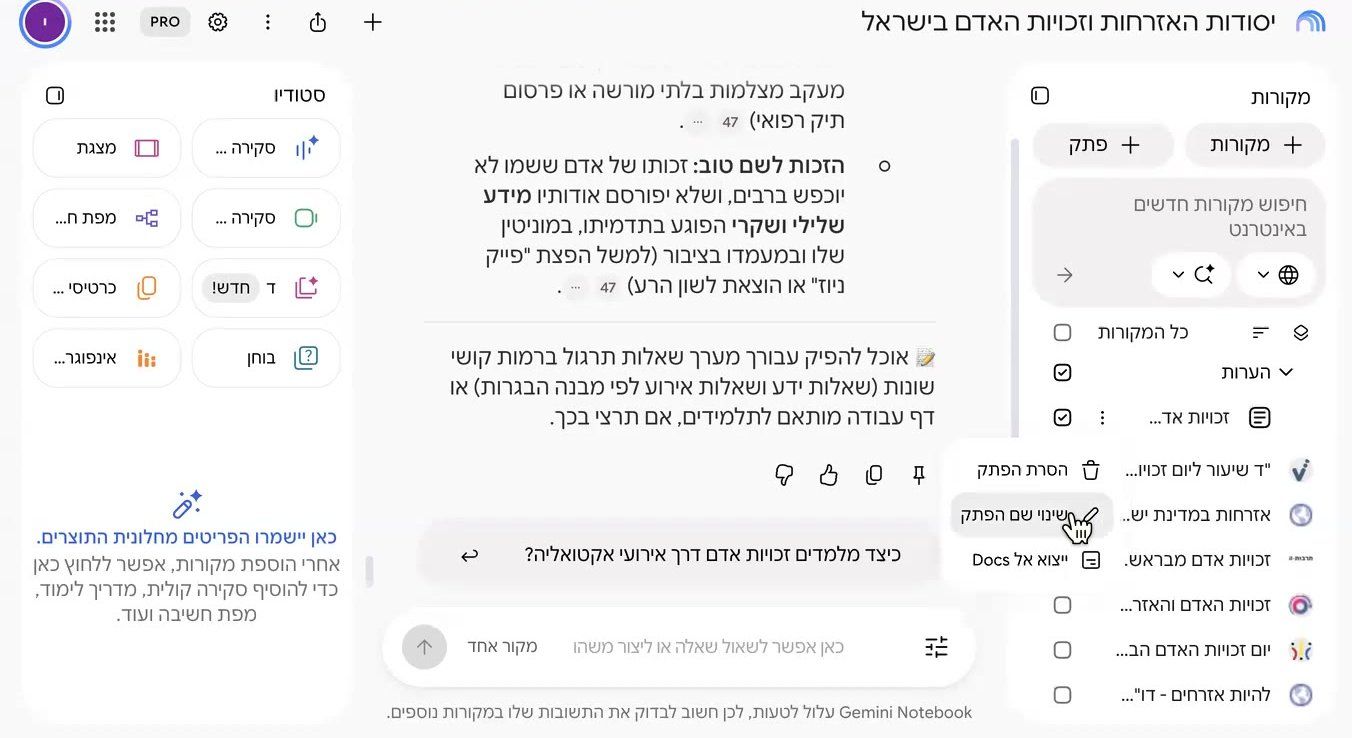 יסודות האזרחות וזכויות האדם בישראל
PRO
י
מקורות
מקורות
פתק
חיפוש מקורות חדשים
באינטרנט
כל המקורות
הערות
זכויות אד...
"ד שיעור ליום זכויו...
אזרחות במדינת יש...
זכויות אדם מבראש.
זכויות האדם והאזר...
יום זכויות האדם הב...
להיות אזרחים - דו"...
הסרת הפתק
שינוי שם הפתק
ייצוא אל Docs
מעקב מצלמות בלתי מורשה או פרסום
תיק רפואי) 47 ... .
הזכות לשם טוב: זכותו של אדם ששמו לא
יוכפש ברבים, ושלא יפורסם אודותיו מידע
שלילי ושקרי הפוגע בתדמיתו, במוניטין
שלו ובמעמדו בציבור (למשל הפצת "פייק
ניוז" או הוצאת לשון הרע) 47 ... .
אוכל להפיק עבורך מערך שאלות תרגול ברמות קושי
שונות (שאלות ידע ושאלות אירוע לפי מבנה הבגרות) או
דף עבודה מותאם לתלמידים, אם תרצי בכך.
כיצד מלמדים זכויות אדם דרך אירועי אקטואליה?
כאן אפשר לשאול שאלה או ליצור משהו
מקור אחד
Gemini Notebook עלול לטעות, לכן חשוב לבדוק את התשובות שלו במקורות נוספים.
סטודיו
סקירה ...
מצגת
סקירה ...
מפת ח...
ד חדש!
כרטיסי ...
בוחן
אינפוגר...
כאן יישמרו הפריטים מחלונית התוצרים.
אחרי הוספת מקורות, אפשר ללחוץ כאן
כדי להוסיף סקירה קולית, מדריך לימוד,
מפת חשיבה ועוד.